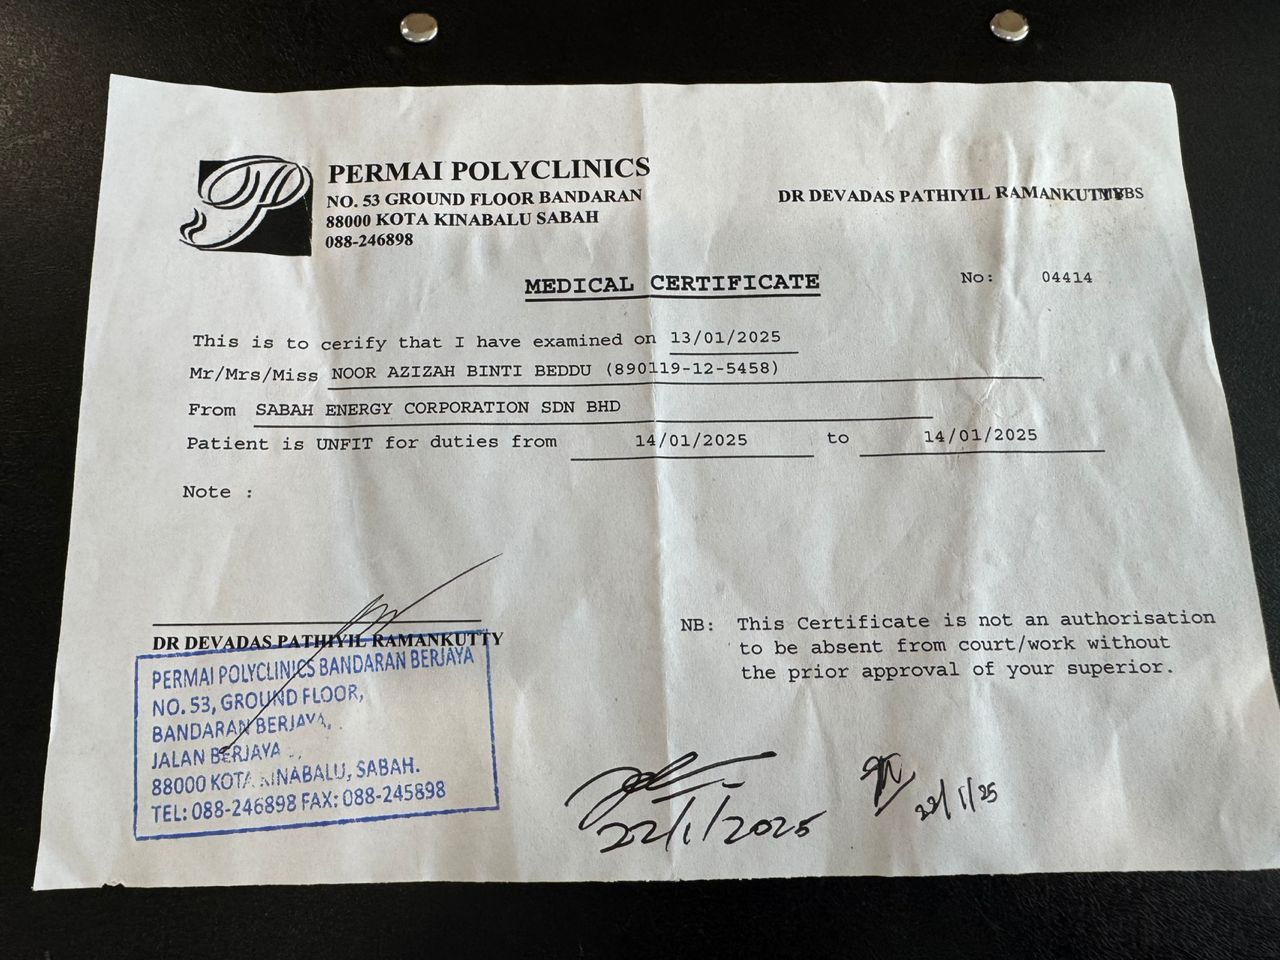 PERMAI POLYCLINICS
NO. 53 GROUND FLOOR BANDARAN
88000 KOTA KINABALU SABAH
088-246898
DR DEVADAS PATHIYIL RAMANKUTTY MBBS
MEDICAL CERTIFICATE
No: 04414
This is to cerify that I have examined on 13/01/2025
Mr/Mrs/Miss NOOR AZIZAH BINTI BEDDU (890119-12-5458)
From SABAH ENERGY CORPORATION SDN BHD
Patient is UNFIT for duties from 14/01/2025 to 14/01/2025
Note :
DR DEVADAS PATHIYIL RAMANKUTTY
PERMAI POLYCLINICS BANDARAN BERJAYA
NO. 53, GROUND FLOOR,
BANDARAN BERJAYA,
JALAN BERJAYA
88000 KOTA KINABALU, SABAH.
TEL: 088-246898 FAX: 088-245898
NB: This Certificate is not an authorisation
to be absent from court/work without
the prior approval of your superior.
22/1/2025
22/1/25